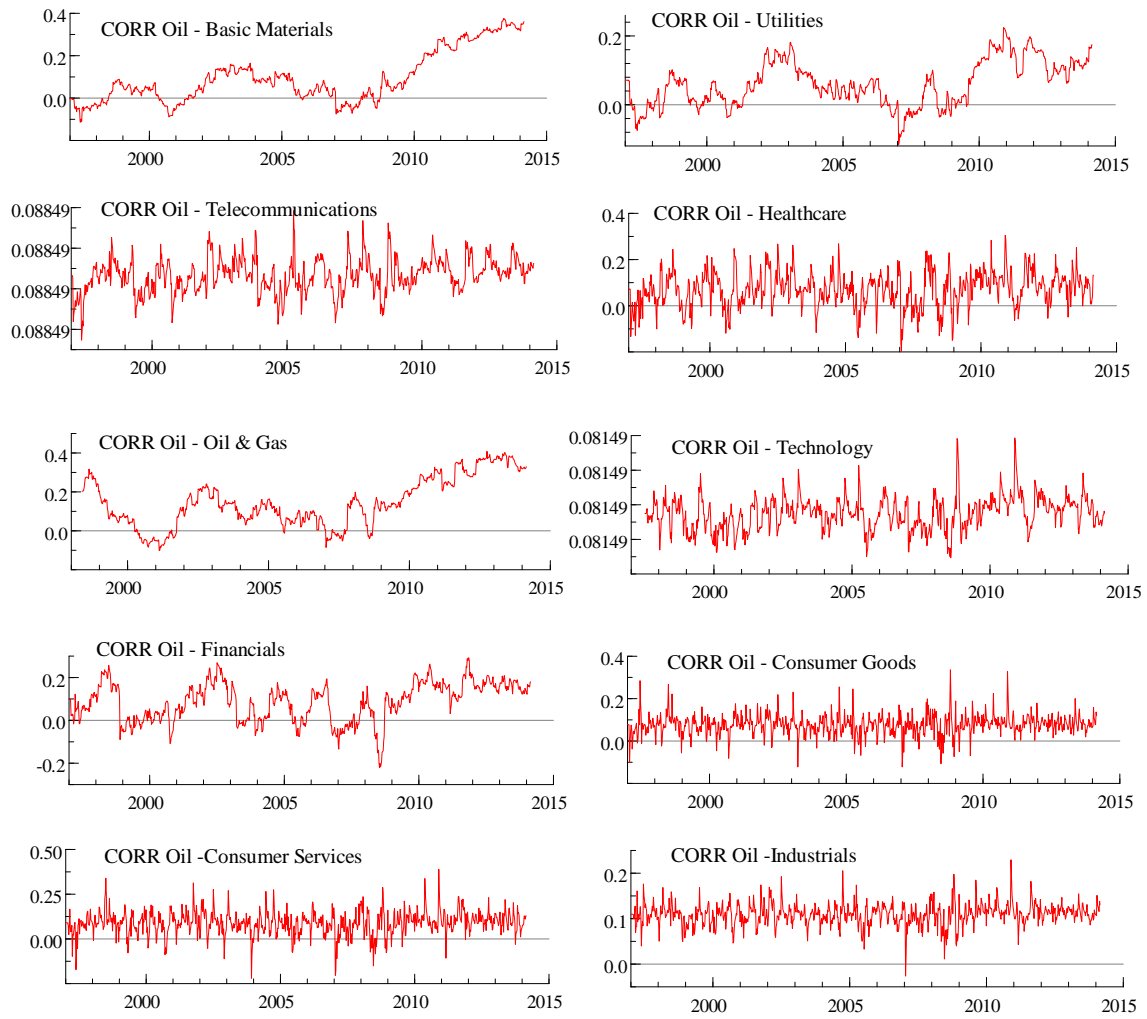 CORR Oil - Basic Materials
0.4
0.2
0.0
2000 2005 2010 2015
CORR Oil - Utilities
0.2
0.0
2000 2005 2010 2015
CORR Oil - Telecommunications
0.08849
0.08849
0.08849
0.08849
2000 2005 2010 2015
CORR Oil - Healthcare
0.4
0.2
0.0
2000 2005 2010 2015
CORR Oil - Oil & Gas
0.4
0.2
0.0
2000 2005 2010 2015
CORR Oil - Technology
0.08149
0.08149
0.08149
0.08149
2000 2005 2010 2015
CORR Oil - Financials
0.2
0.0
-0.2
2000 2005 2010 2015
CORR Oil - Consumer Goods
0.4
0.2
0.0
2000 2005 2010 2015
CORR Oil -Consumer Services
0.50
0.25
0.00
2000 2005 2010 2015
CORR Oil -Industrials
0.2
0.1
0.0
2000 2005 2010 2015